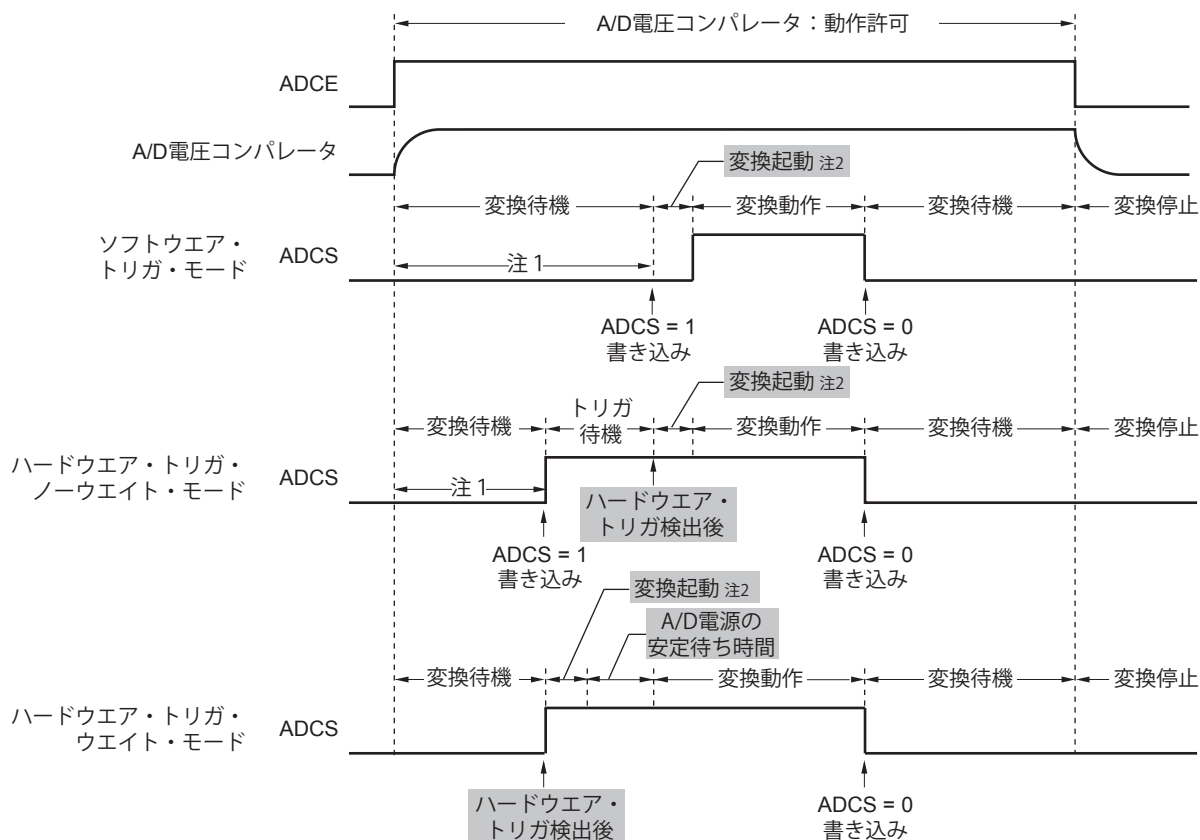 A/D電圧コンパレータ：動作許可
ADCE
A/D電圧コンパレータ
変換起動 注2
変換待機
変換動作
変換待機
変換停止
ソフトウエア・
トリガ・モード
ADCS
注1
ADCS = 1
書き込み
ADCS = 0
書き込み
変換起動 注2
変換待機
トリガ
待機
変換動作
変換待機
変換停止
ハードウエア・トリガ・
ノーウエイト・モード
ADCS
注1
ハードウエア・
トリガ検出後
ADCS = 1
書き込み
ADCS = 0
書き込み
変換起動 注2
A/D電源の
安定待ち時間
変換待機
変換動作
変換待機
変換停止
ハードウエア・トリガ・
ウエイト・モード
ADCS
ハードウエア・
トリガ検出後
ADCS = 0
書き込み